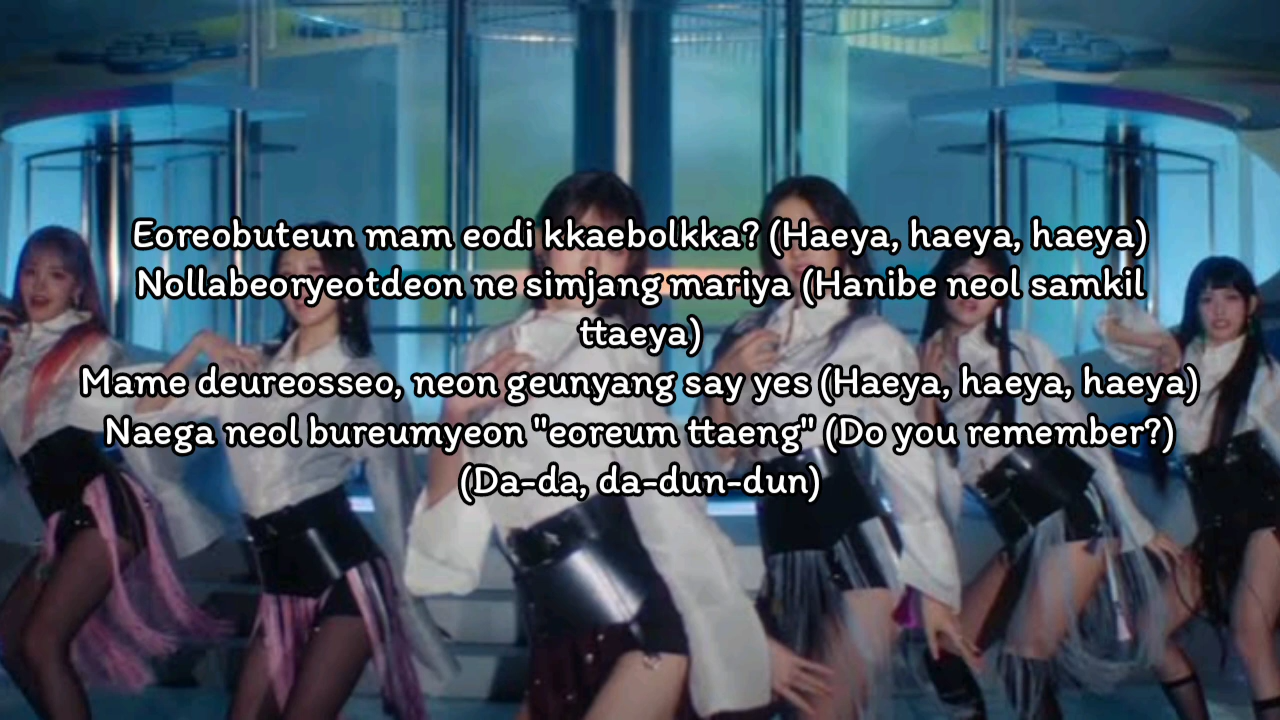 Eoreobuteun mam eodi kkaebolkka? (Haeya, haeya, haeya)
Nollabeoryeotdeon ne simjang mariya (Hanibe neol samkil
ttaeya)
Mame deureosseo, neon geunyang say yes (Haeya, haeya, haeya)
Naega neol bureumyeon "eoreum ttaeng" (Do you remember?)
(Da-da, da-dun-dun)